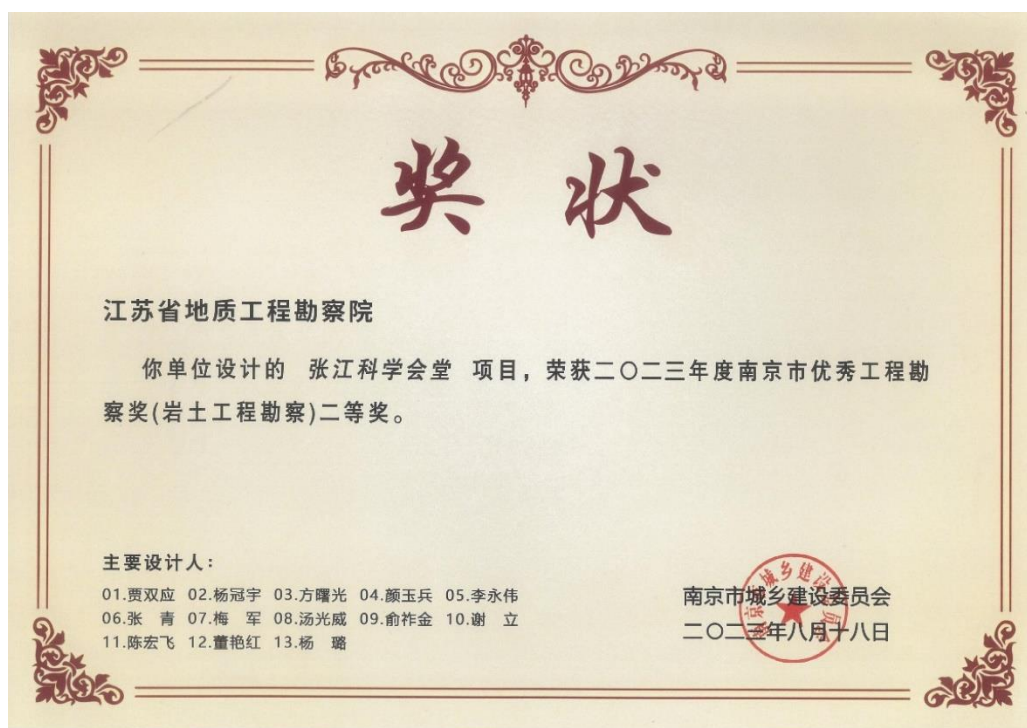 奖 状
江苏省地质工程勘察院
你单位设计的 张江科学会堂 项目，荣获二〇二三年度南京市优秀工程勘
察奖(岩土工程勘察)二等奖。
主要设计人：
01.贾双应 02.杨冠宇 03.方曙光 04.颜玉兵 05.李永伟
06.张 青 07.梅 军 08.汤光威 09.俞祚金 10.谢 立
11.陈宏飞 12.董艳红 13.杨 璐
南京市城乡建设委员会
二〇二三年八月十八日